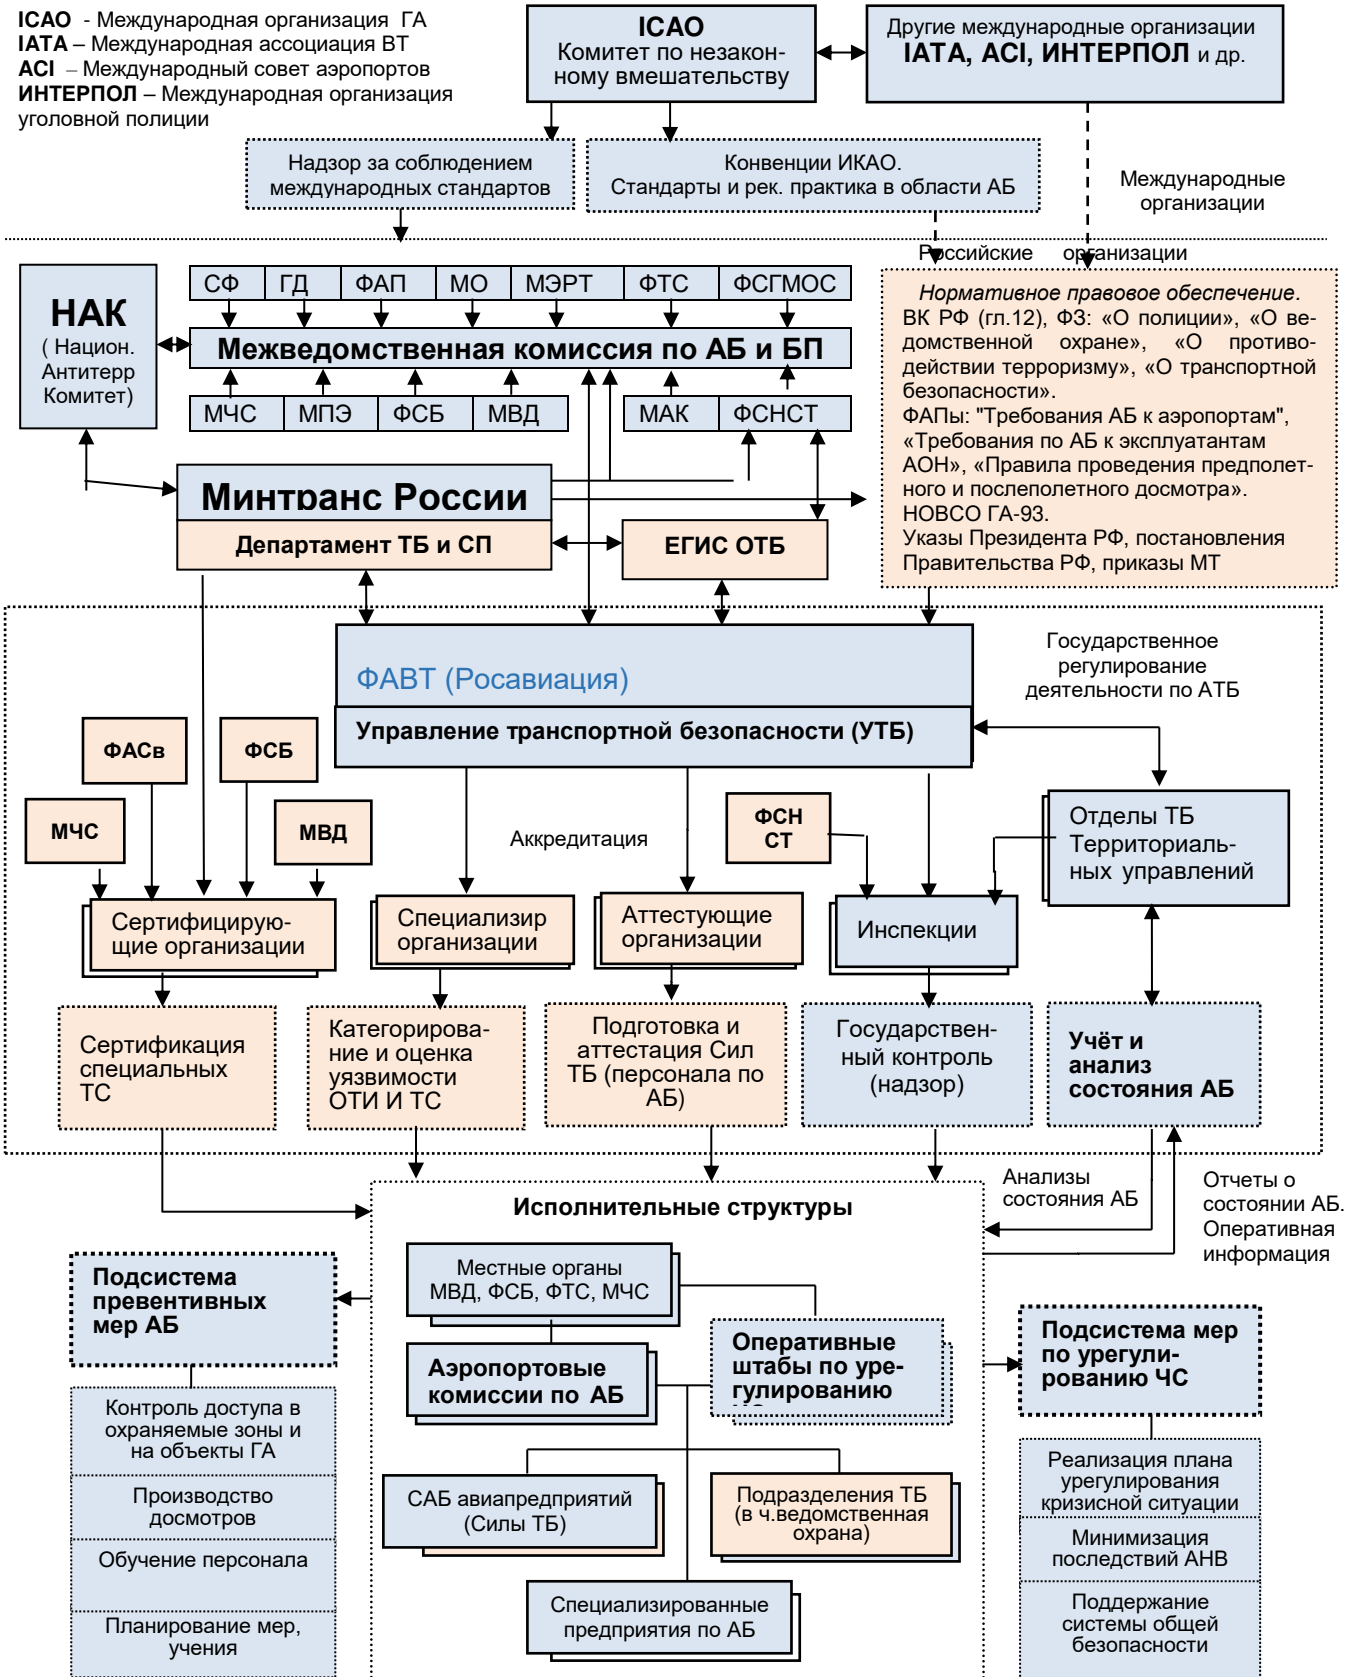 ICAO - Международная организация ГА
IATA – Международная ассоциация ВТ
ACI – Международный совет аэропортов
ИНТЕРПОЛ – Международная организация
уголовной полиции
ICAO
Комитет по незакон-
ному вмешательству
Другие международные организации
IATA, ACI, ИНТЕРПОЛ и др.
Надзор за соблюдением
международных стандартов
Конвенции ИКАО.
Стандарты и рек. практика в области АБ
Международные
организации
Российские организации
НАК
( Национ.
Антитерр
Комитет)
СФ
ГД
ФАП
МО
МЭРТ
ФТС
ФСГМОС
Межведомственная комиссия по АБ и БП
МЧС
МПЭ
ФСБ
МВД
МАК
ФСНСТ
Нормативное правовое обеспечение.
ВК РФ (гл.12), ФЗ: «О полиции», «О ве-
домственной охране», «О противо-
действии терроризму», «О транспортной
безопасности».
ФАПы: "Требования АБ к аэропортам",
«Требования по АБ к эксплуатантам
АОН», «Правила проведения предполет-
ного и послеполетного досмотра».
НОВСО ГА-93.
Указы Президента РФ, постановления
Правительства РФ, приказы МТ
Минтранс России
Департамент ТБ и СП
ЕГИС ОТБ
ФАВТ (Росавиация)
Управление транспортной безопасности (УТБ)
Государственное
регулирование
деятельности по АТБ
ФАСв
ФСБ
МЧС
МВД
Аккредитация
ФСН
СТ
Отделы ТБ
Территориаль-
ных управлений
Сертифицирую-
щие организации
Специализир
организации
Аттестующие
организации
Инспекции
Сертификация
специальных
ТС
Категорирова-
ние и оценка
уязвимости
ОТИ И ТС
Подготовка и
аттестация Сил
ТБ (персонала по
АБ)
Государствен-
ный контроль
(надзор)
Учёт и
анализ
состояния АБ
Анализы
состояния АБ
Отчеты о
состоянии АБ.
Оперативная
информация
Исполнительные структуры
Местные органы
МВД, ФСБ, ФТС, МЧС
Аэропортовые
комиссии по АБ
Оперативные
штабы по уре-
гулированию
САБ авиапредприятий
(Силы ТБ)
Подразделения ТБ
(в ч.ведомственная
охрана)
Специализированные
предприятия по АБ
Подсистема
превентивных
мер АБ
Контроль доступа в
охраняемые зоны и
на объекты ГА
Производство
досмотров
Обучение персонала
Планирование мер,
учения
Подсистема мер
по урегули-
рованию ЧС
Реализация плана
урегулирования
кризисной ситуации
Минимизация
последствий АНВ
Поддержание
системы общей
безопасности